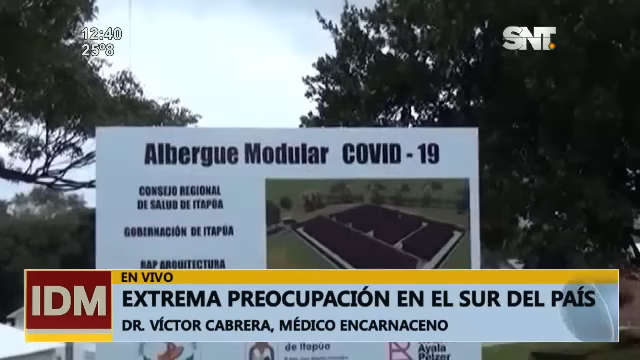 12:40
25°8
SNT.
Albergue Modular COVID - 19
CONSEJO REGIONAL
DE SALUD DE ITAPÚA
GOBERNACIÓN DE ITAPÚA
BAP ARQUITECTURA
EN VIVO
IDM
EXTREMA PREOCUPACIÓN EN EL SUR DEL PAÍS
DR. VÍCTOR CABRERA, MÉDICO ENCARNACENO
de Itapúa
Ayala
Pelzer